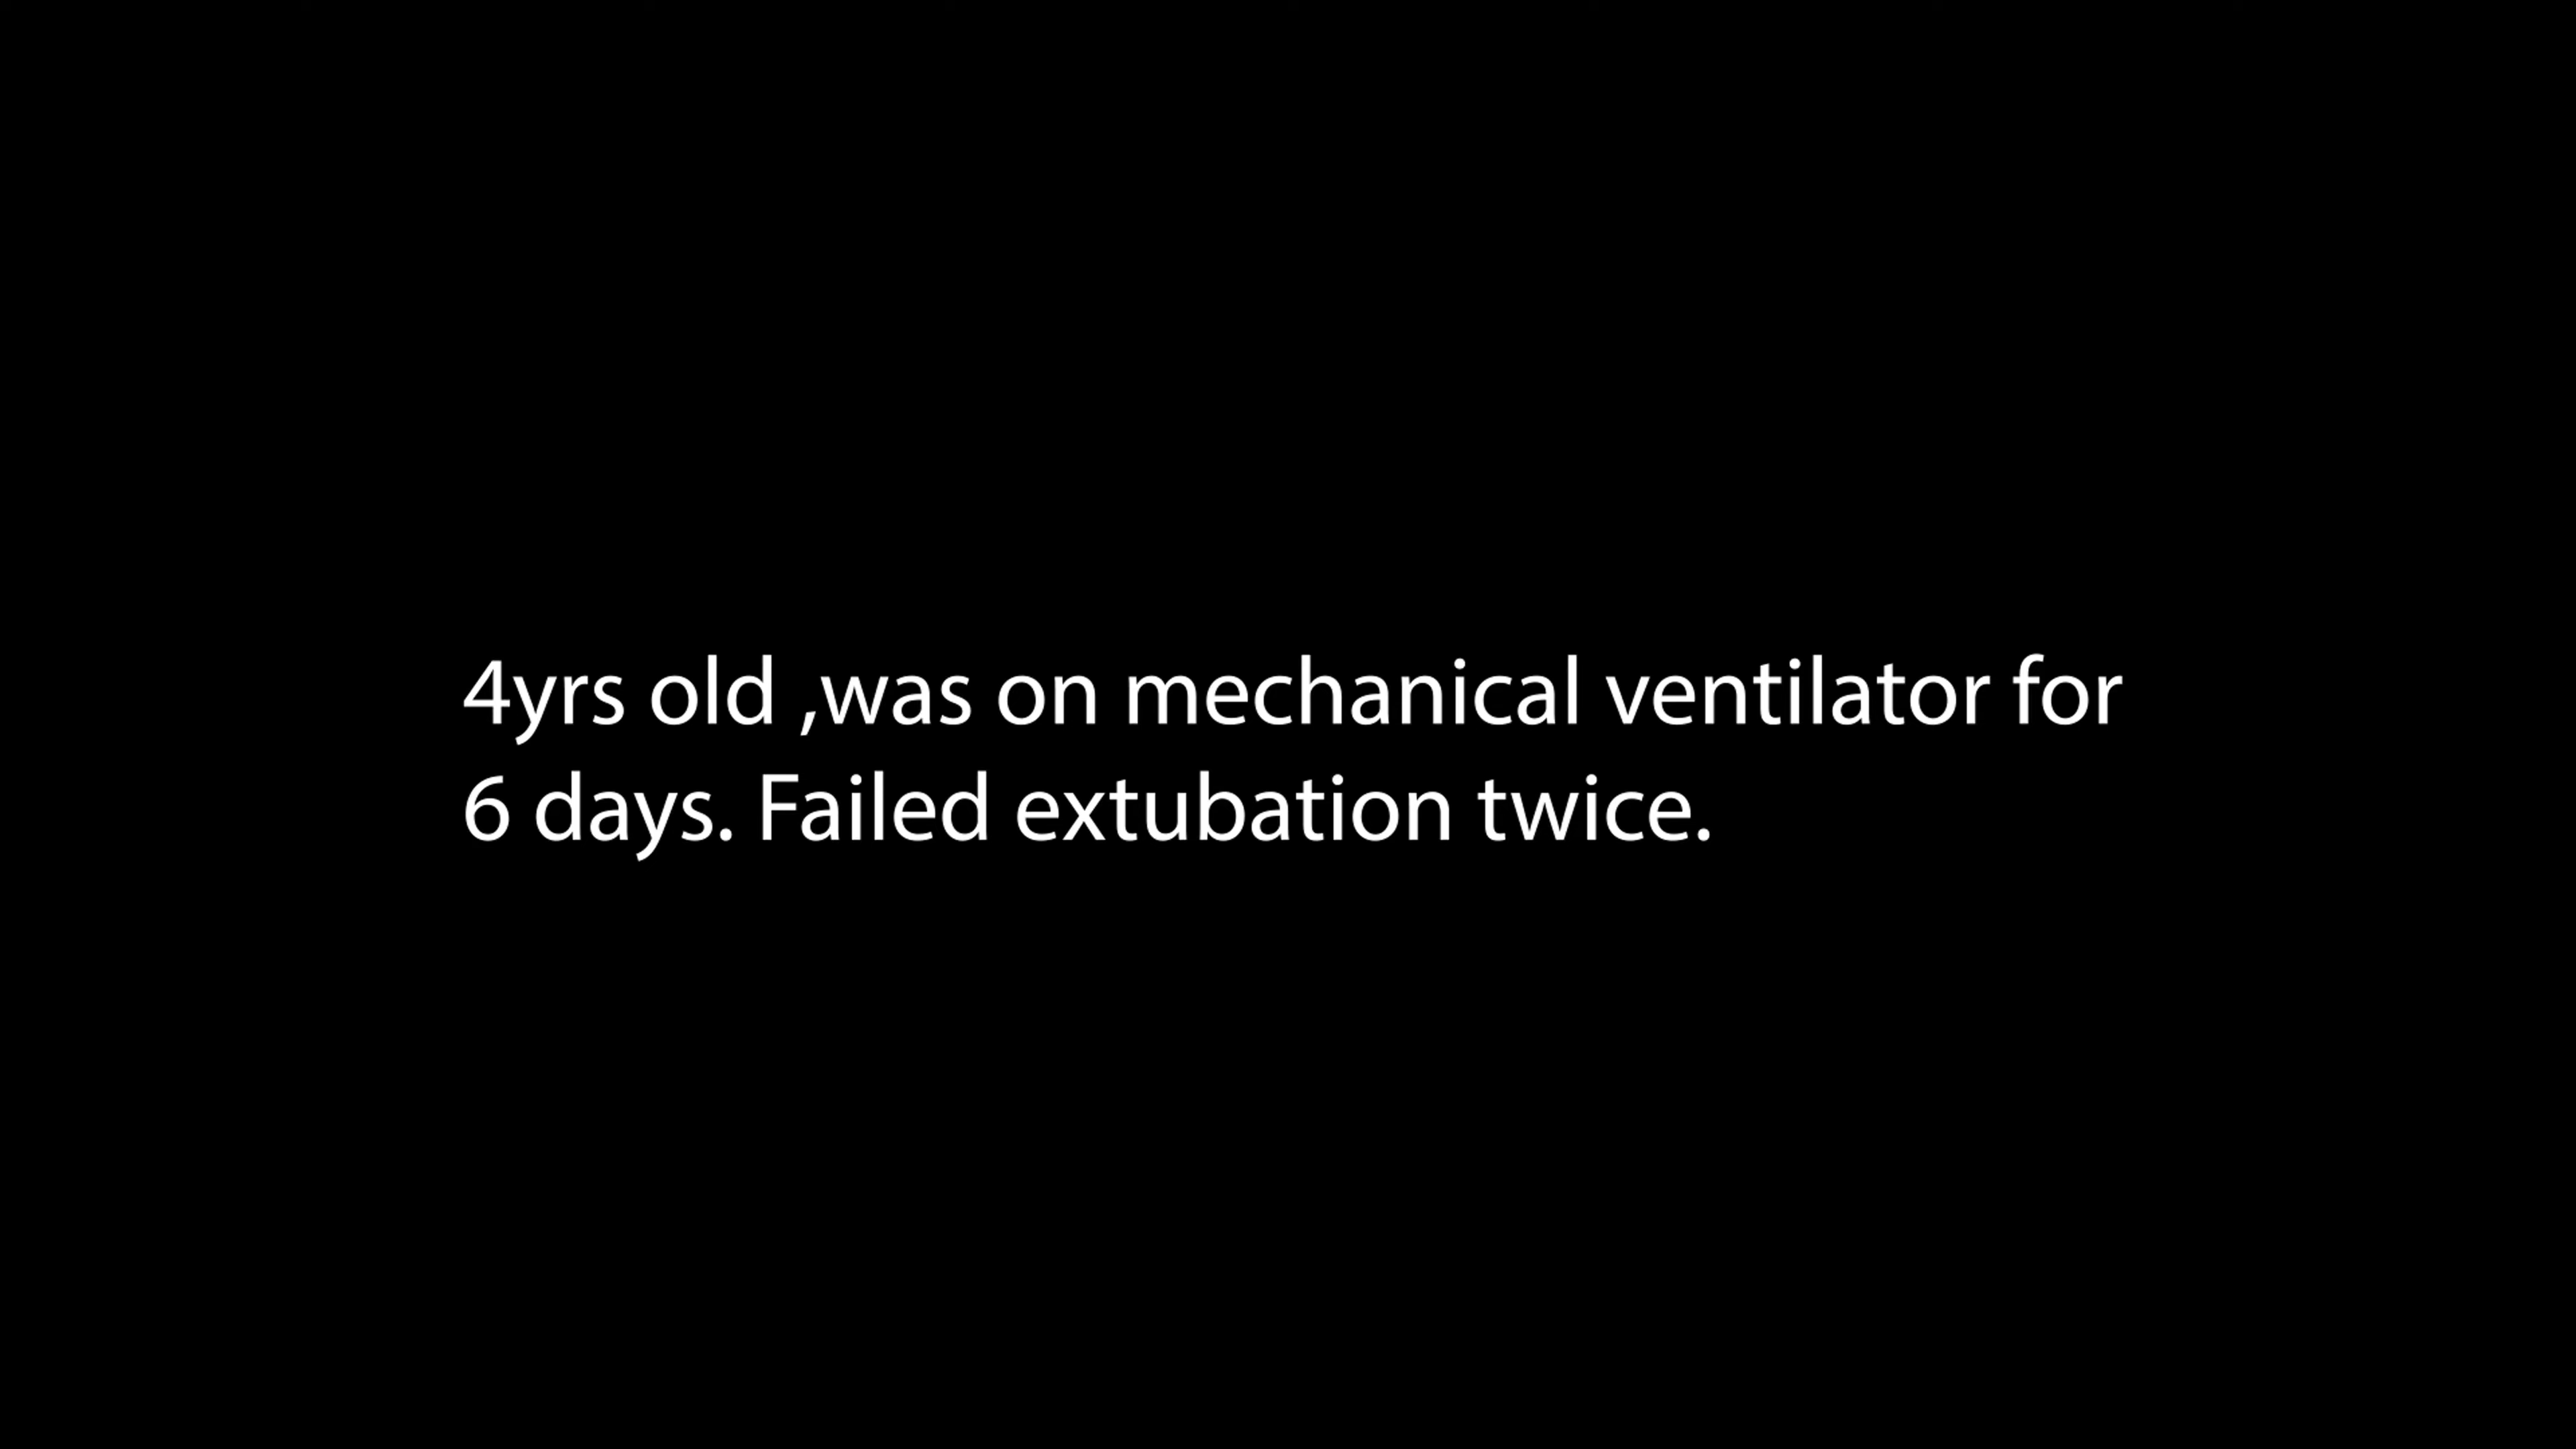 4yrs old ,was on mechanical ventilator for
6 days. Failed extubation twice.